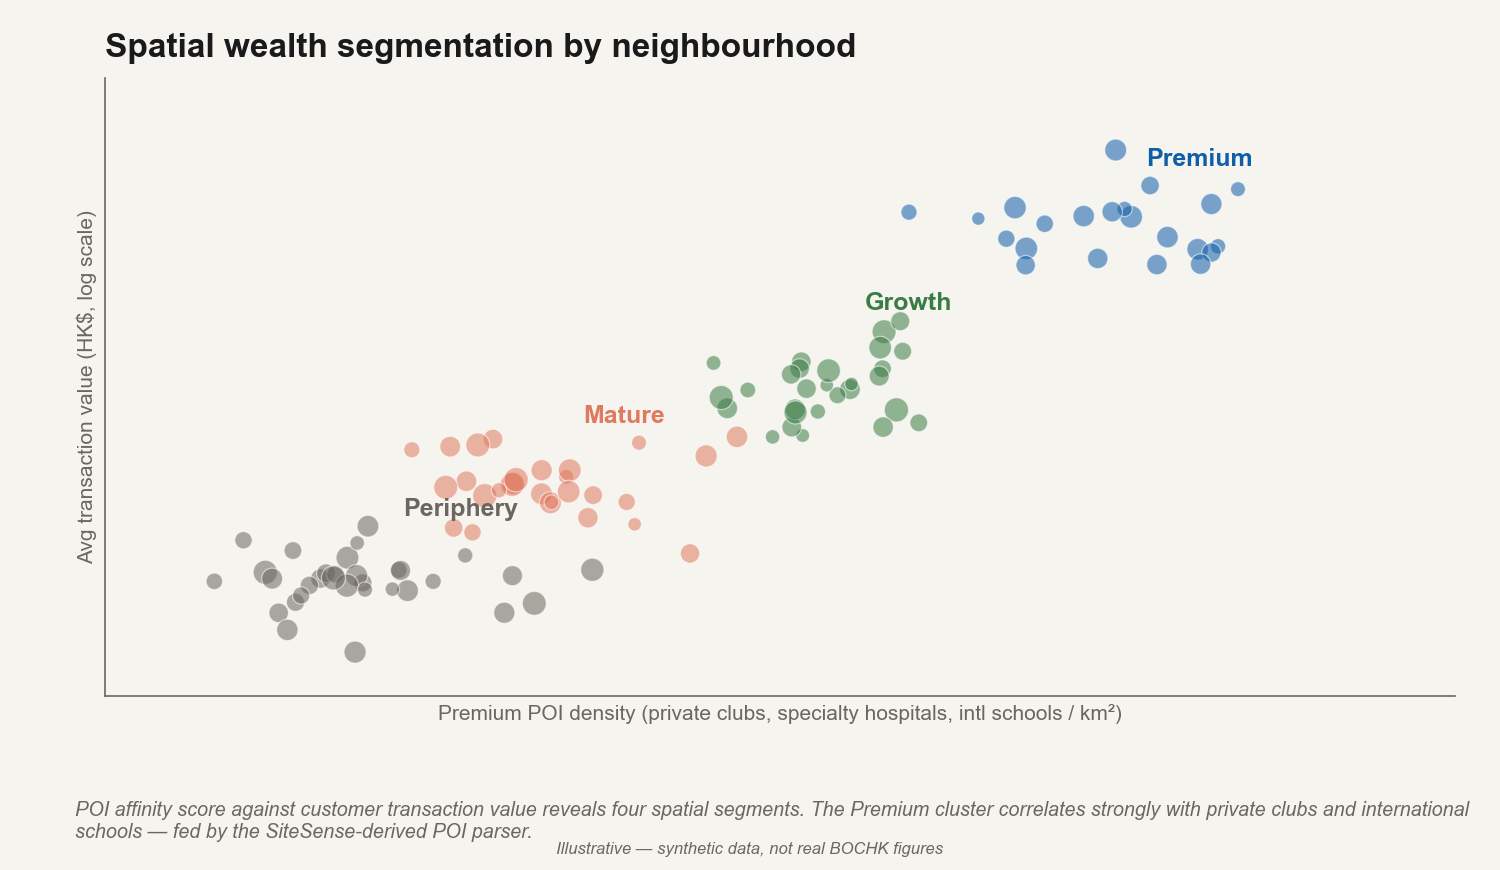 Spatial wealth segmentation by neighbourhood
Premium
Growth
Mature
Periphery
Avg transaction value (HK$, log scale)
Premium POI density (private clubs, specialty hospitals, intl schools / km²)
POI affinity score against customer transaction value reveals four spatial segments. The Premium cluster correlates strongly with private clubs and international
schools — fed by the SiteSense-derived POI parser.
Illustrative — synthetic data, not real BOCHK figures